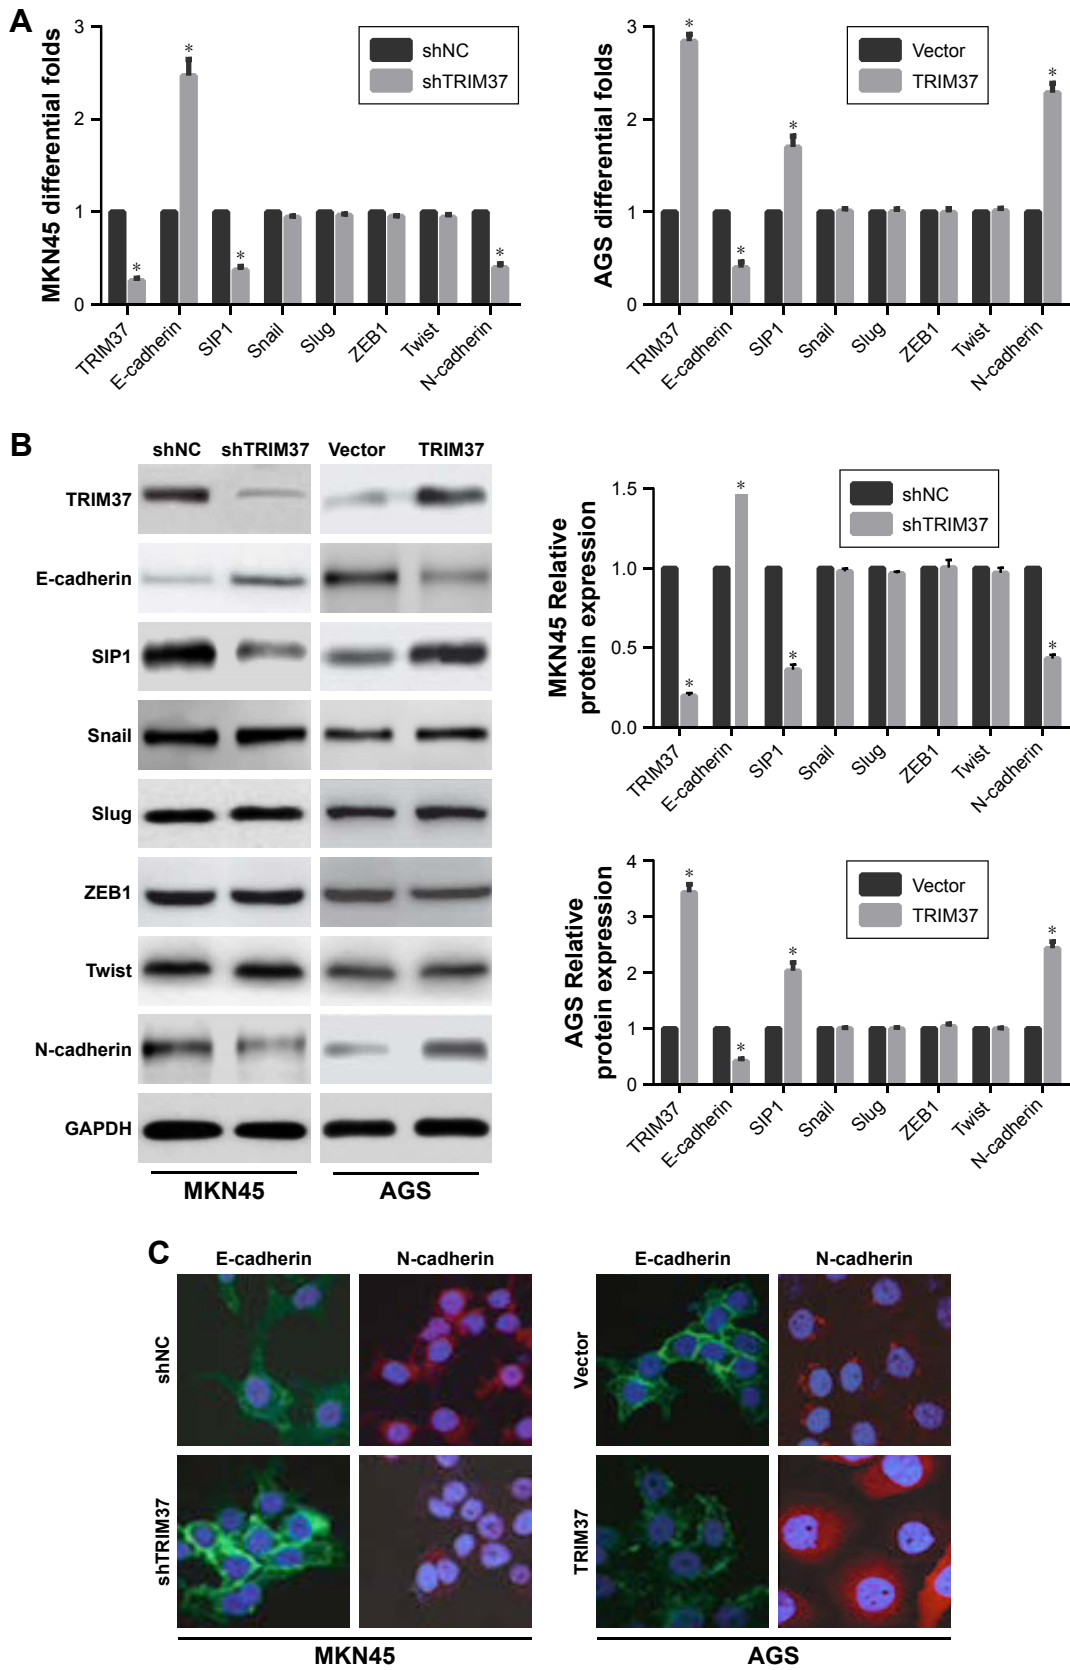 A
MKN45 differential folds
3
2
1
0
shNC
shTRIM37
* * * *
TRIM37 E-cadherin SIP1 Snail Slug ZEB1 Twist N-cadherin
AGS differential folds
3
2
1
0
Vector
TRIM37
* * * *
TRIM37 E-cadherin SIP1 Snail Slug ZEB1 Twist N-cadherin
B
shNC shTRIM37 Vector TRIM37
TRIM37
E-cadherin
SIP1
Snail
Slug
ZEB1
Twist
N-cadherin
GAPDH
MKN45 AGS
MKN45 Relative
protein expression
1.5
1.0
0.5
0.0
shNC
shTRIM37
* * * *
TRIM37 E-cadherin SIP1 Snail Slug ZEB1 Twist N-cadherin
AGS Relative
protein expression
4
3
2
1
0
Vector
TRIM37
* * * *
TRIM37 E-cadherin SIP1 Snail Slug ZEB1 Twist N-cadherin
C
E-cadherin N-cadherin E-cadherin N-cadherin
shNC
Vector
shTRIM37
TRIM37
MKN45 AGS